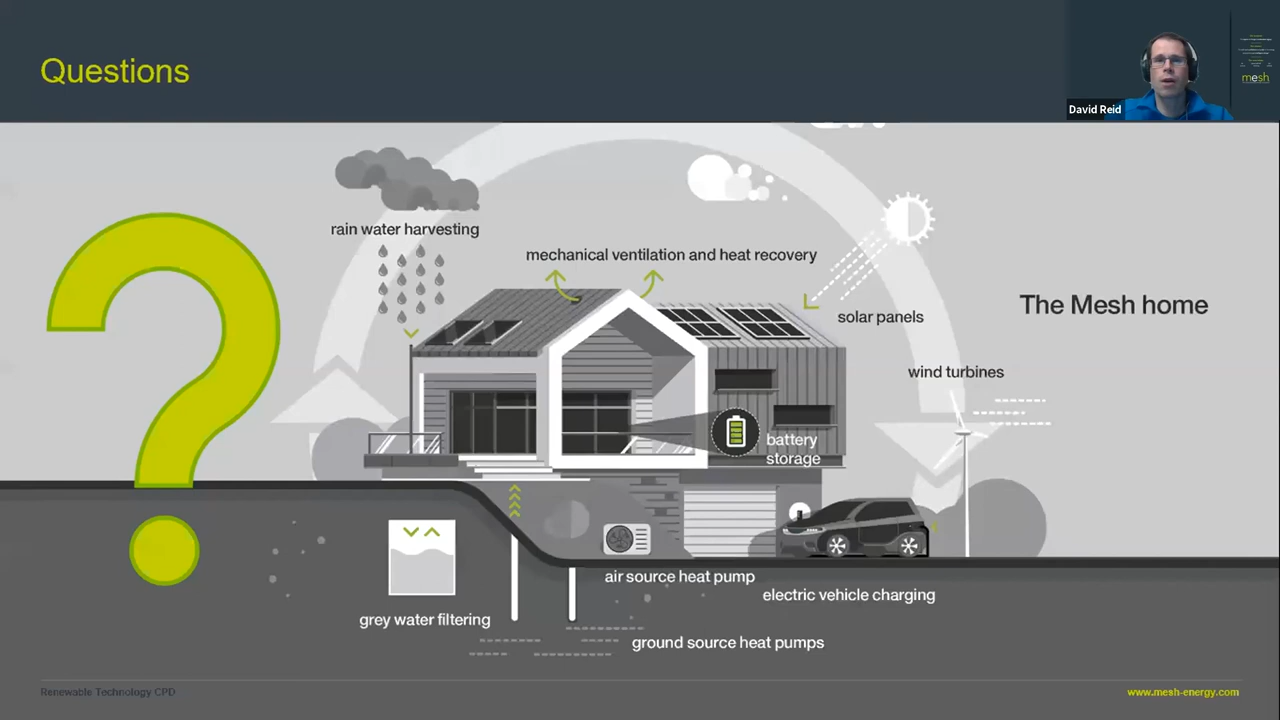 Questions
mesh
David Reid
rain water harvesting
mechanical ventilation and heat recovery
The Mesh home
solar panels
wind turbines
battery
storage
air source heat pump
electric vehicle charging
grey water filtering
ground source heat pumps
Renewable Technology CPD
www.mesh-energy.com